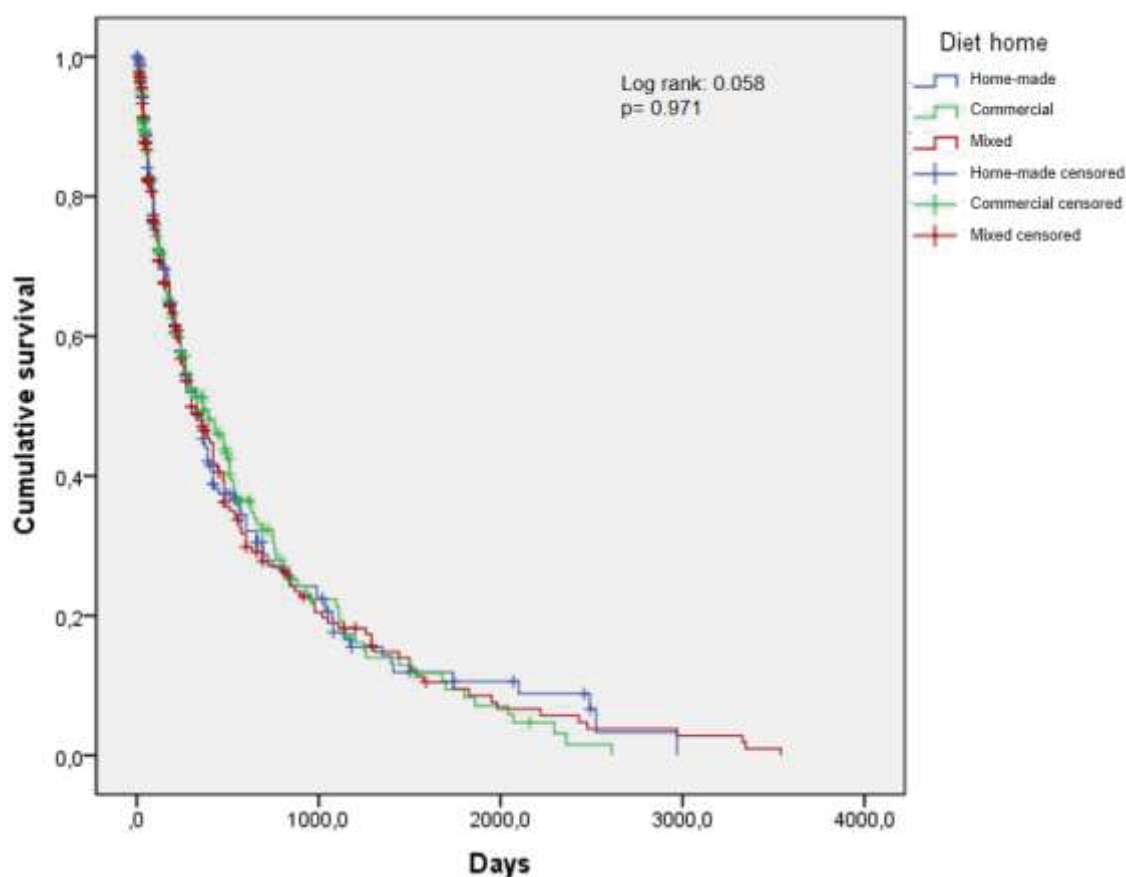 Diet home
Home-made
Commercial
Mixed
Home-made censored
Commercial censored
Mixed censored
Log rank: 0.058
p= 0.971
Cumulative survival
1,0
0,8
0,6
0,4
0,2
0,0
,0
1000,0
2000,0
3000,0
4000,0
Days